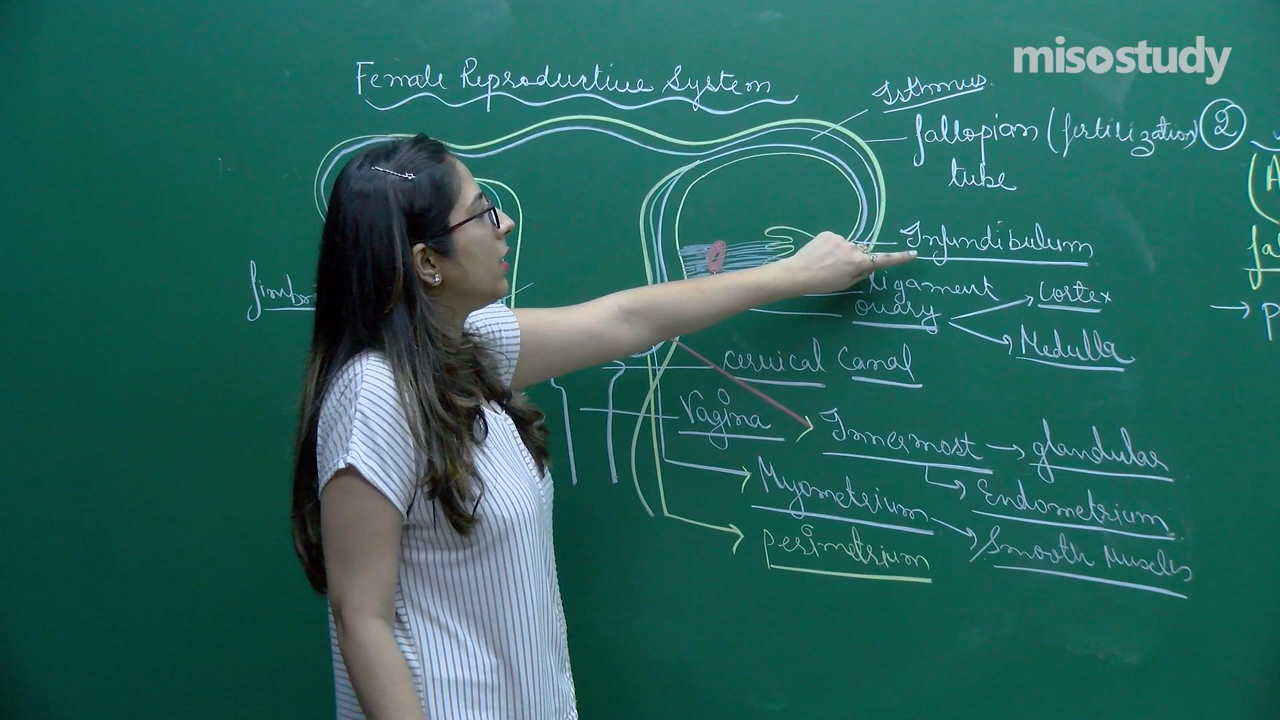 misostudy
Female Reproductive System
Isthmus
fallopian (fertilization) 2
tube
Infundibulum
ligament
ovary
Cortex
Medulla
cervical Canal
Vagina
Innermost → glandular
Endometrium
Myometrium
Smooth Muscles
perimetrium